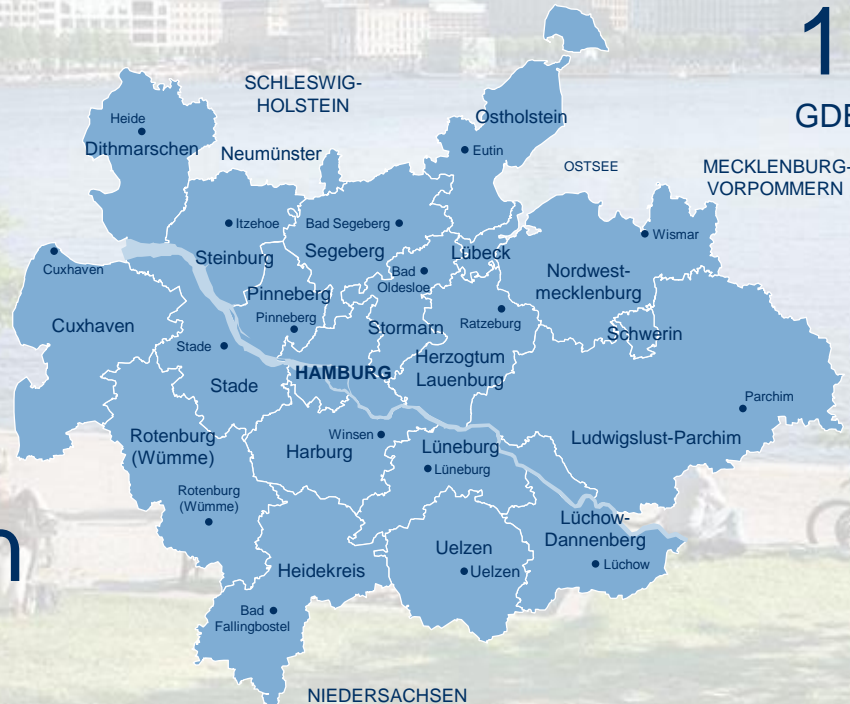 1
GDE
SCHLESWIG-
HOLSTEIN
Heide
Dithmarschen
Neumünster
Ostholstein
Eutin
OSTSEE
MECKLENBURG-
VORPOMMERN
Itzehoe
Steinburg
Bad Segeberg
Segeberg
Lübeck
Wismar
Nordwest-
mecklenburg
Cuxhaven
Cuxhaven
Pinneberg
Pinneberg
Bad
Oldesloe
Stormarn
Ratzeburg
Schwerin
Stade
Stade
HAMBURG
Herzogtum
Lauenburg
Parchim
Ludwigslust-Parchim
Rotenburg
(Wümme)
Rotenburg
(Wümme)
Winsen
Harburg
Lüneburg
Lüneburg
Lüchow-
Dannenberg
Lüchow
n
Uelzen
Uelzen
Heidekreis
Bad
Fallingbostel
NIEDERSACHSEN